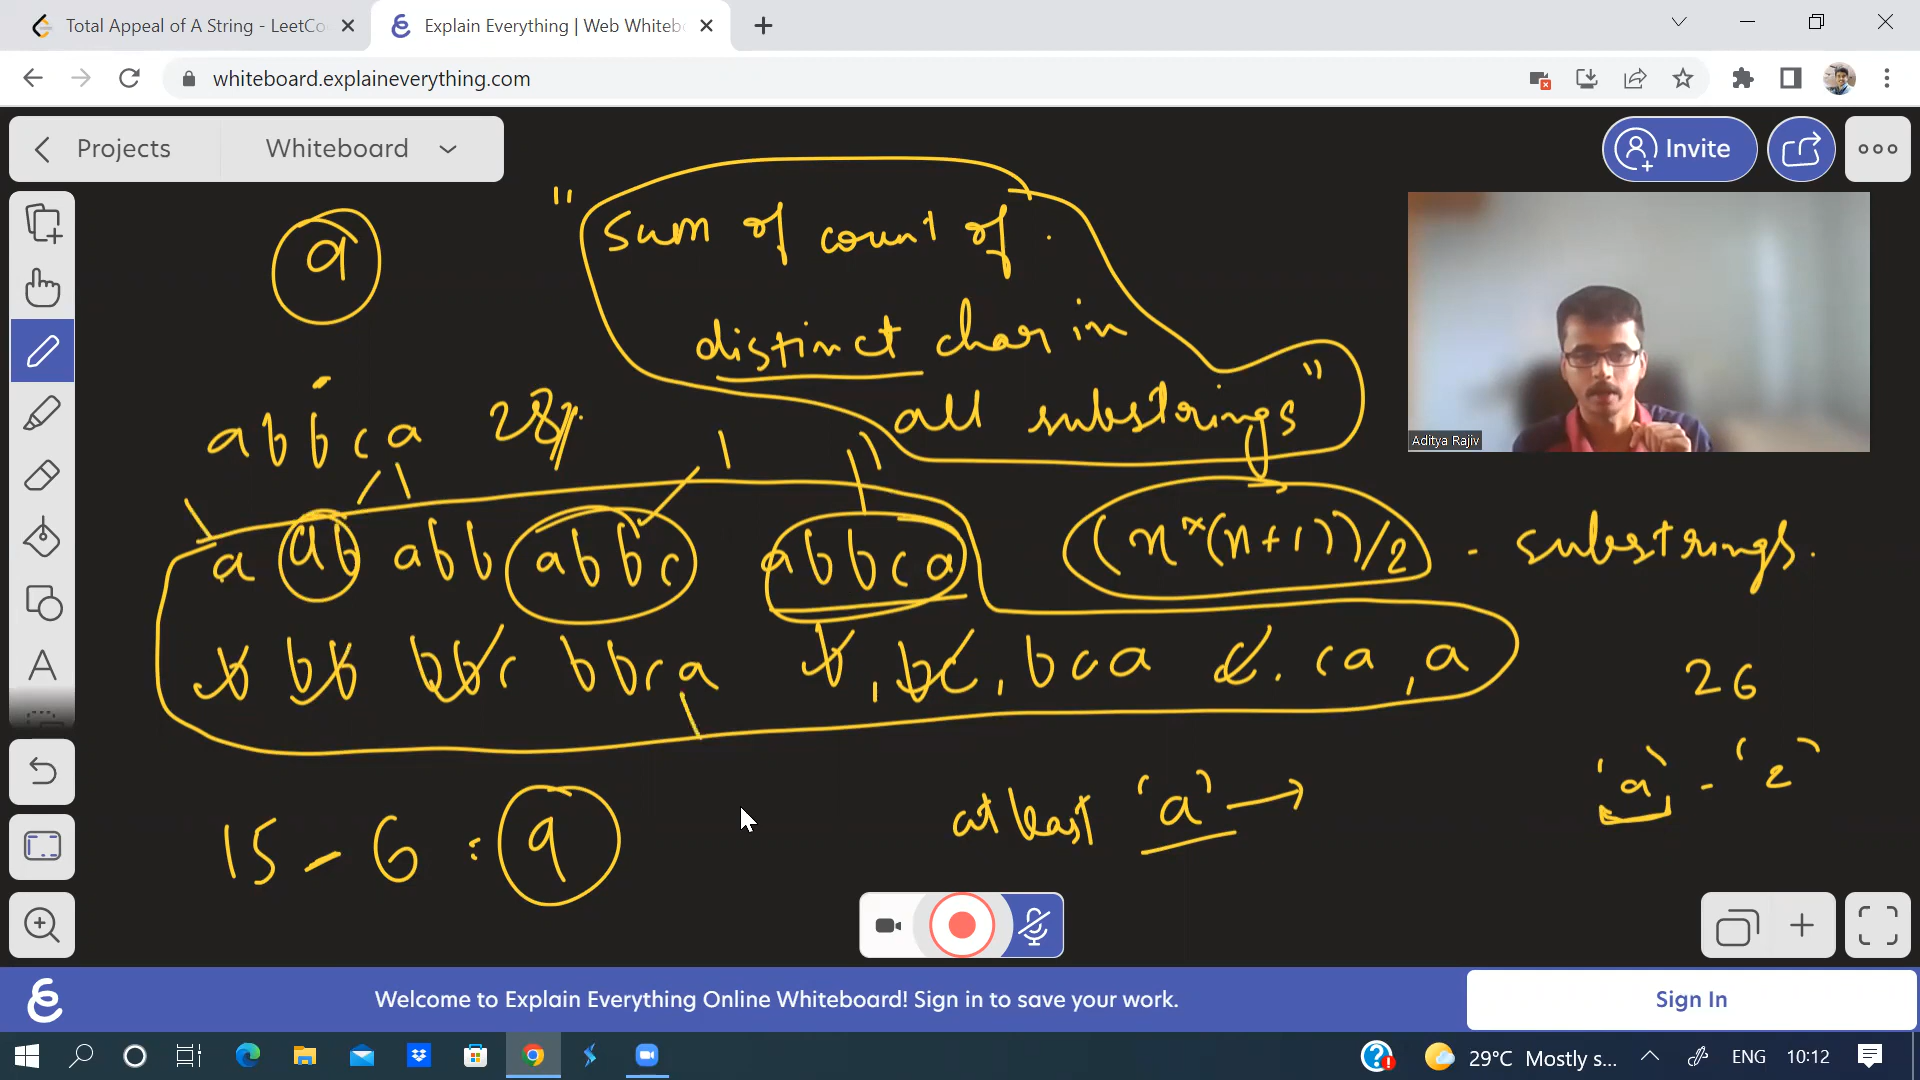 Total Appeal of A String - LeetCo
Explain Everything | Web Whitebo
whiteboard.explaineverything.com
Projects
Whiteboard
Invite
a
"sum of count of
distinct char in
all substrings"
Aditya Rajiv
abbca 28
a ab abb abbc abbca (n*(n+1))/2 - substrings.
b bb bbc bbca b, bc, bca c. ca, a
26
15 - 6 = 9
at least 'a' →
'a' - 'z'
A
Welcome to Explain Everything Online Whiteboard! Sign in to save your work.
Sign In
29°C Mostly s...
ENG
10:12